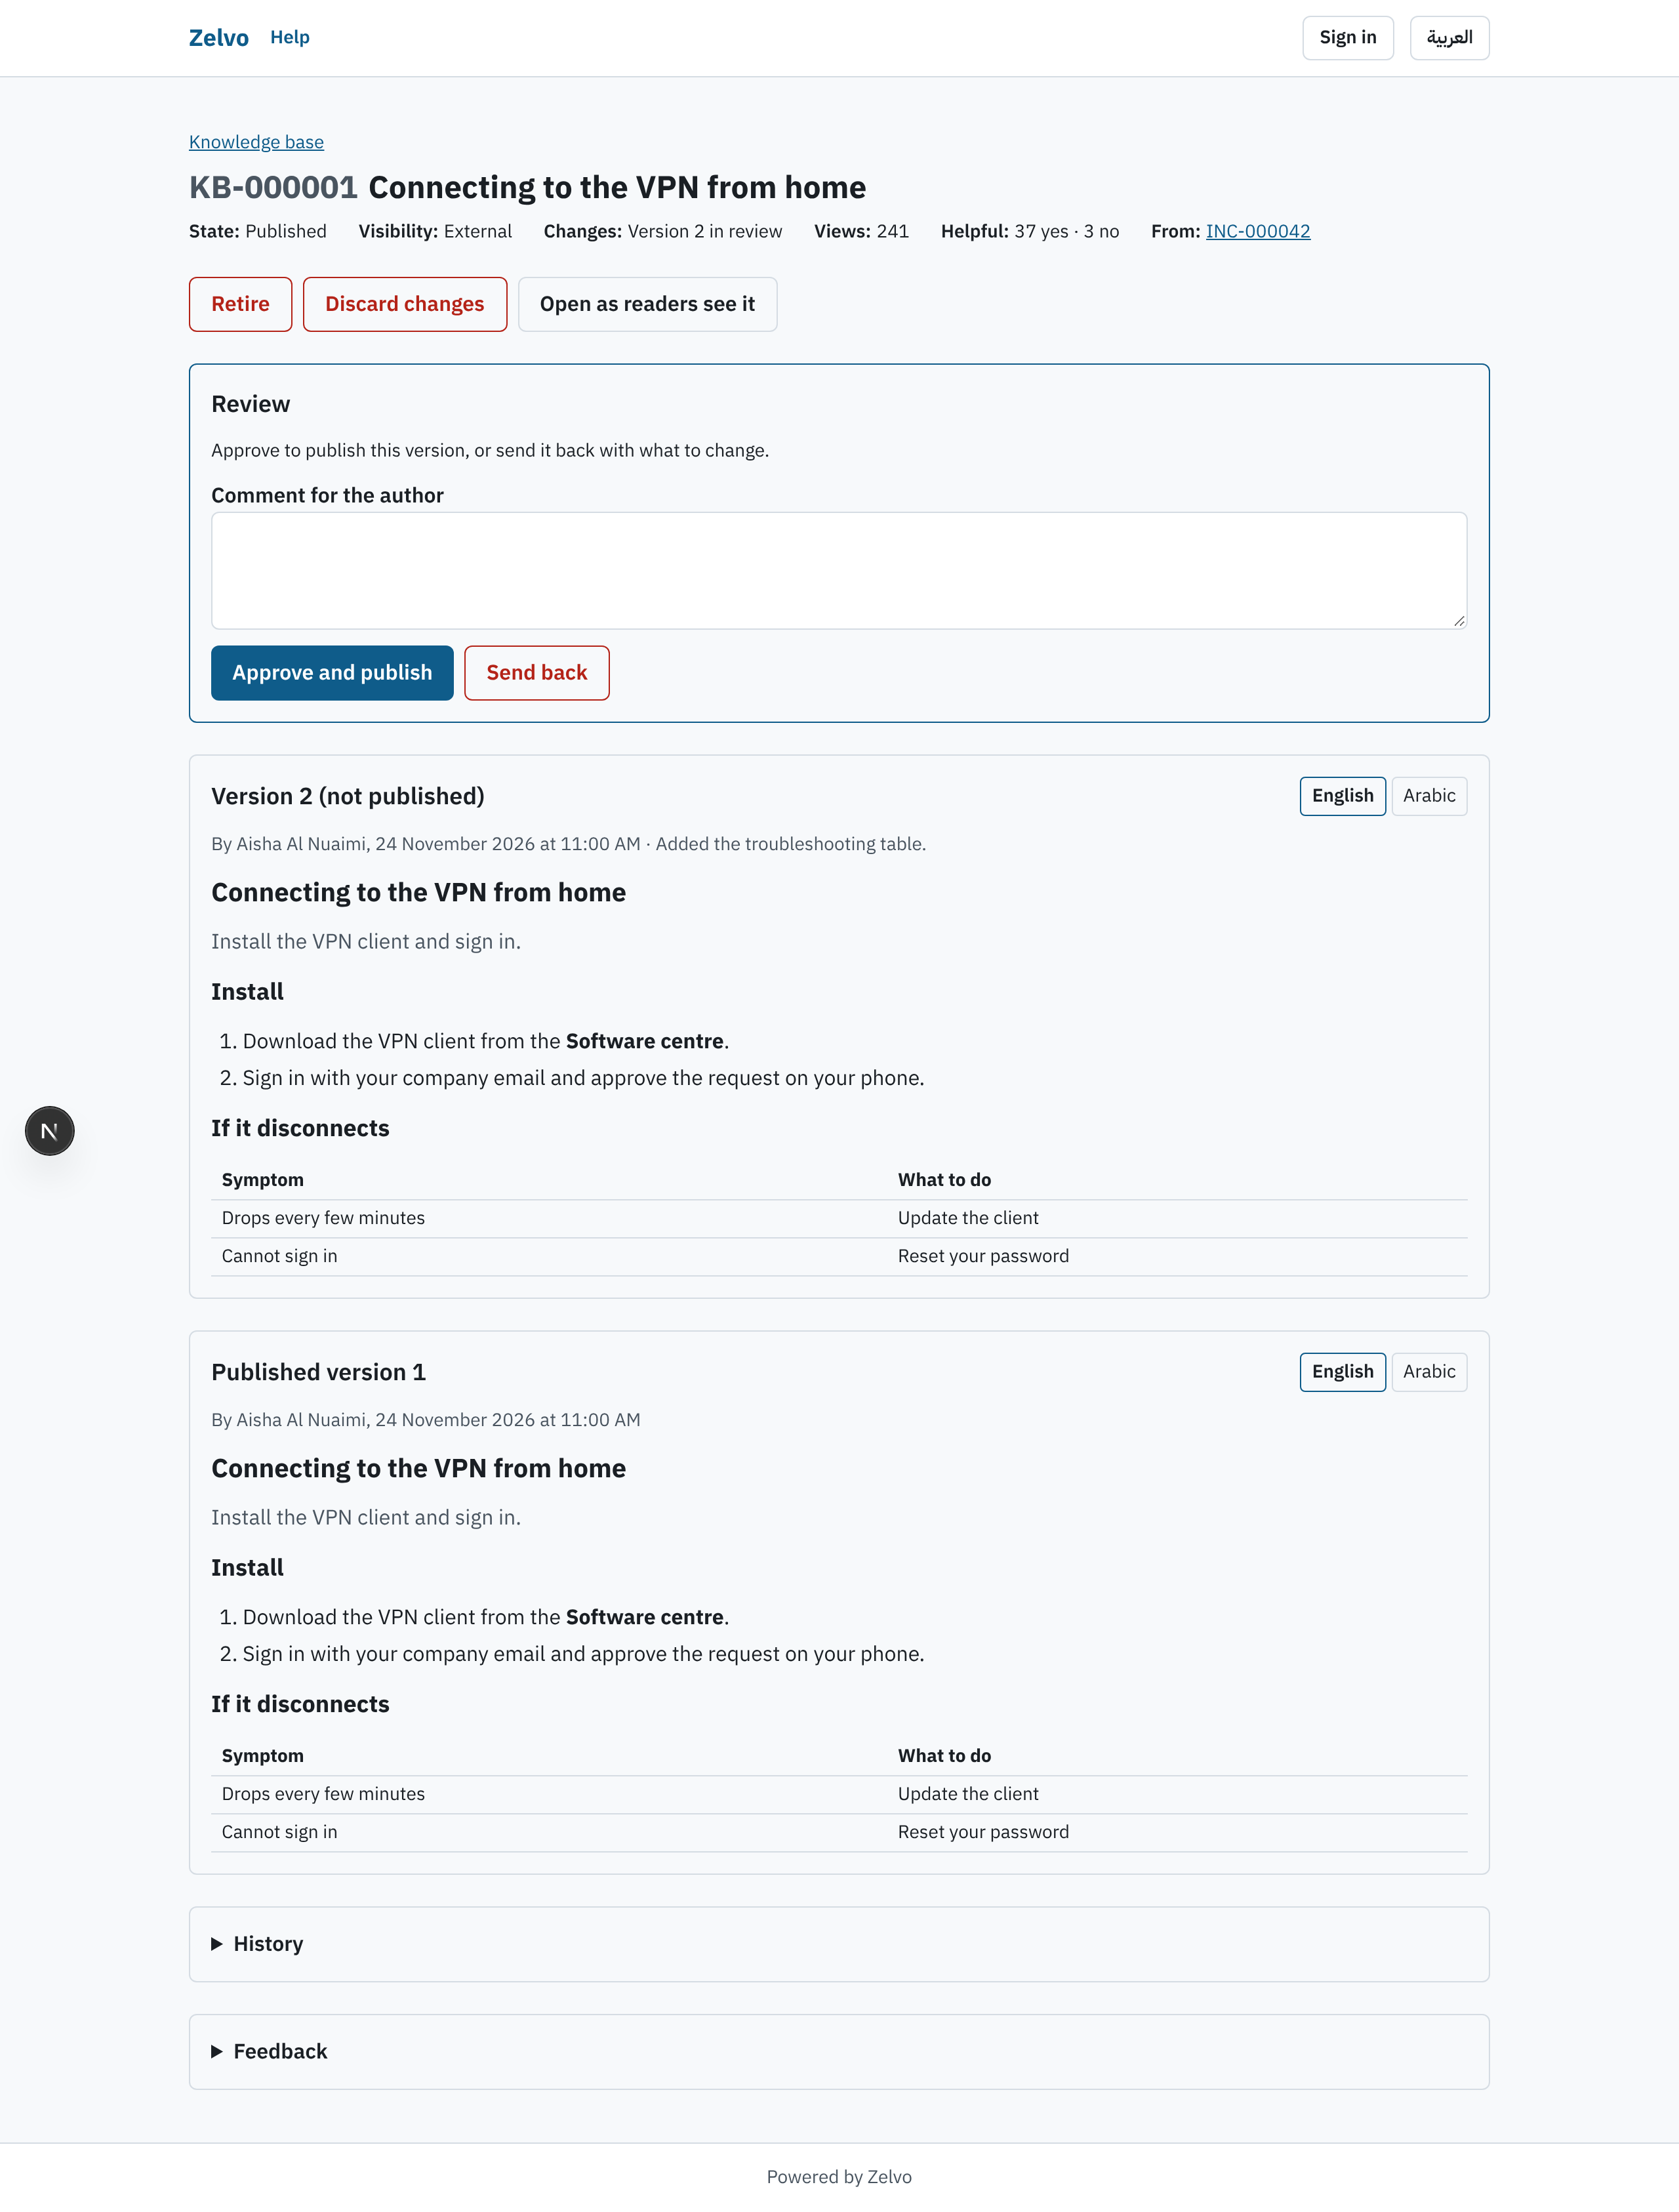 Zelvo Help Sign in العربية
Knowledge base
KB-000001 Connecting to the VPN from home
State: Published Visibility: External Changes: Version 2 in review Views: 241 Helpful: 37 yes · 3 no From: INC-000042
Retire Discard changes Open as readers see it
Review
Approve to publish this version, or send it back with what to change.
Comment for the author
Approve and publish Send back
Version 2 (not published) English Arabic
By Aisha Al Nuaimi, 24 November 2026 at 11:00 AM · Added the troubleshooting table.
Connecting to the VPN from home
Install the VPN client and sign in.
Install
1. Download the VPN client from the Software centre.
2. Sign in with your company email and approve the request on your phone.
If it disconnects
Symptom What to do
Drops every few minutes Update the client
Cannot sign in Reset your password
N
Published version 1 English Arabic
By Aisha Al Nuaimi, 24 November 2026 at 11:00 AM
Connecting to the VPN from home
Install the VPN client and sign in.
Install
1. Download the VPN client from the Software centre.
2. Sign in with your company email and approve the request on your phone.
If it disconnects
Symptom What to do
Drops every few minutes Update the client
Cannot sign in Reset your password
History
Feedback
Powered by Zelvo